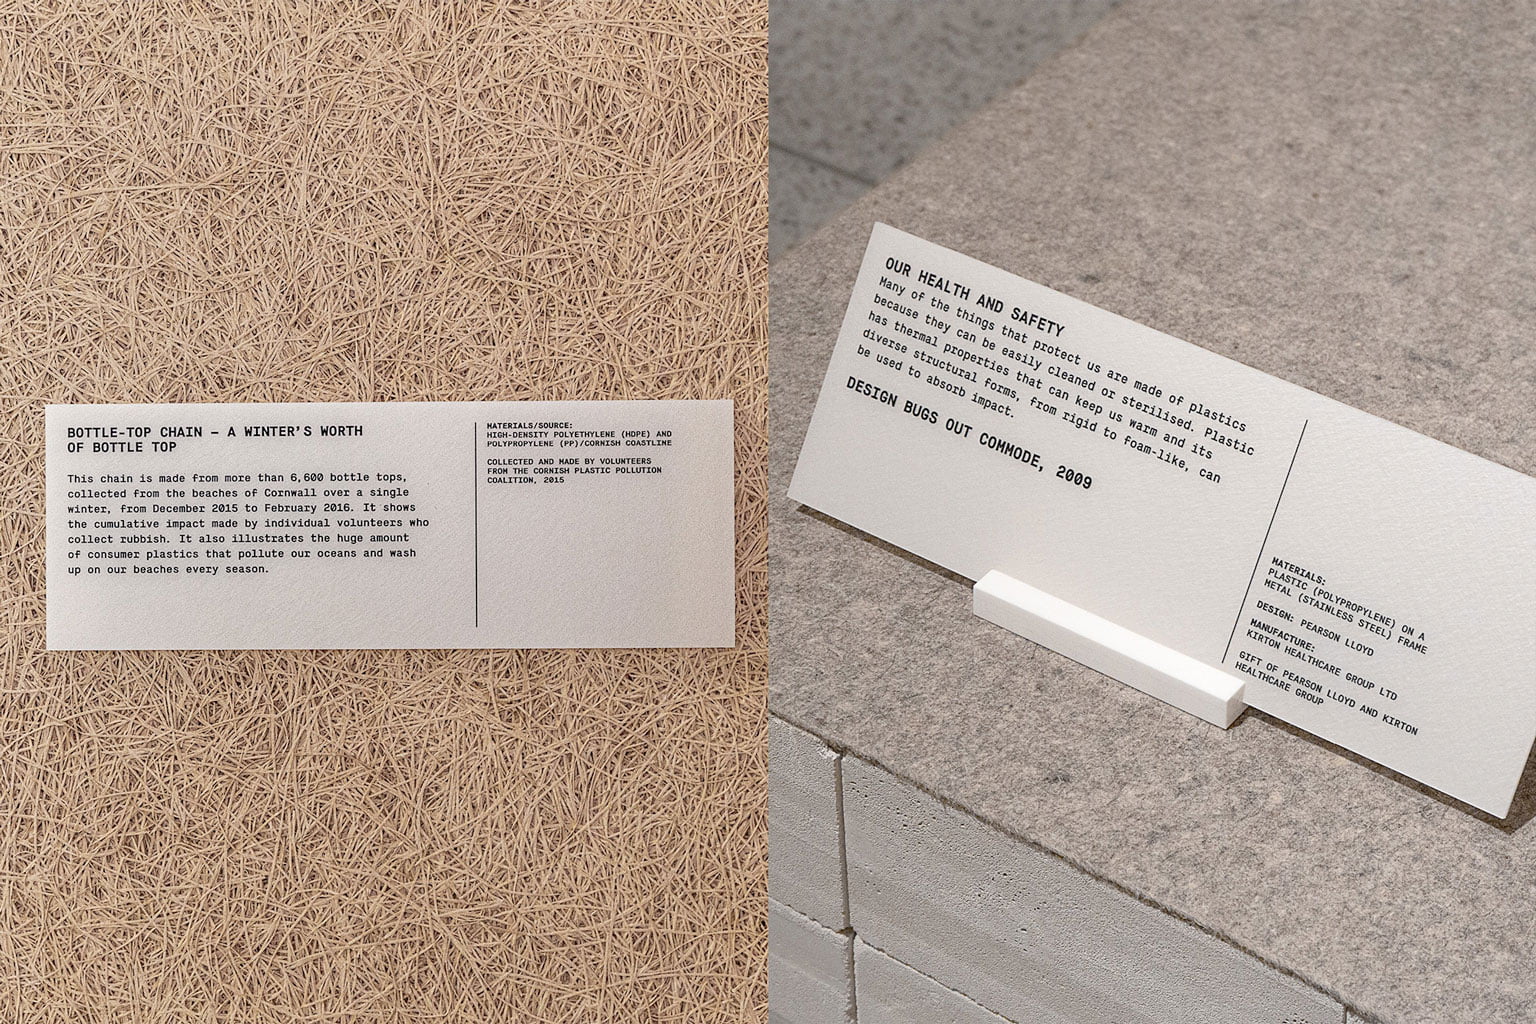 BOTTLE-TOP CHAIN – A WINTER'S WORTH
OF BOTTLE TOP
This chain is made from more than 6,600 bottle tops,
collected from the beaches of Cornwall over a single
winter, from December 2015 to February 2016. It shows
the cumulative impact made by individual volunteers who
collect rubbish. It also illustrates the huge amount
of consumer plastics that pollute our oceans and wash
up on our beaches every season.
MATERIALS/SOURCE:
HIGH-DENSITY POLYETHYLENE (HDPE) AND
POLYPROPYLENE (PP)/CORNISH COASTLINE
COLLECTED AND MADE BY VOLUNTEERS
FROM THE CORNISH PLASTIC POLLUTION
COALITION, 2015
OUR HEALTH AND SAFETY
Many of the things that protect us are made of plastics
because they can be easily cleaned or sterilised. Plastic
has thermal properties that can keep us warm and its
diverse structural forms, from rigid to foam-like, can
be used to absorb impact.
DESIGN BUGS OUT COMMODE, 2009
MATERIALS:
PLASTIC (POLYPROPYLENE) ON A
METAL (STAINLESS STEEL) FRAME
DESIGN: PEARSON LLOYD
MANUFACTURE:
KIRTON HEALTHCARE GROUP LTD
GIFT OF PEARSON LLOYD AND KIRTON
HEALTHCARE GROUP